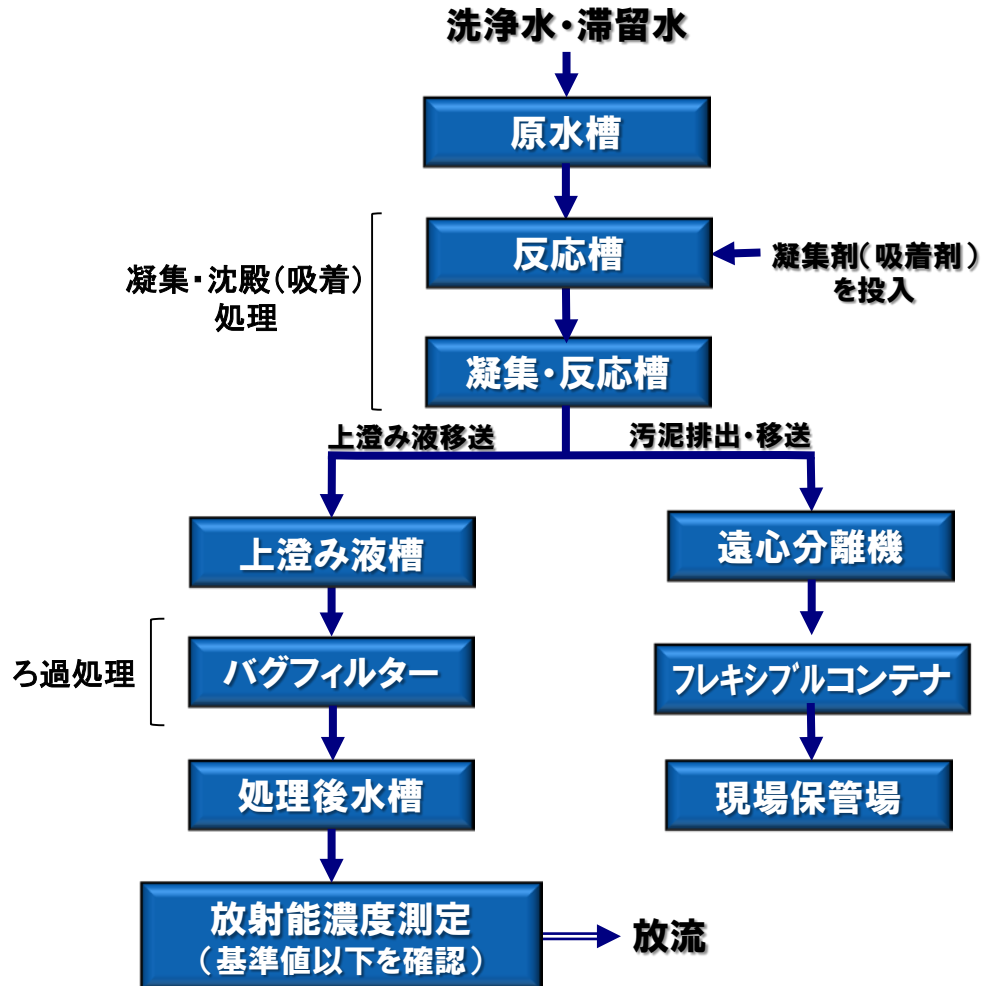 洗浄水・滞留水
原水槽
反応槽
凝集剤(吸着剤)
を投入
凝集・沈殿(吸着)
処理
凝集・反応槽
上澄み液移送
汚泥排出・移送
上澄み液槽
遠心分離機
ろ過処理
バグフィルター
フレキシブルコンテナ
処理後水槽
現場保管場
放射能濃度測定
(基準値以下を確認)
放流